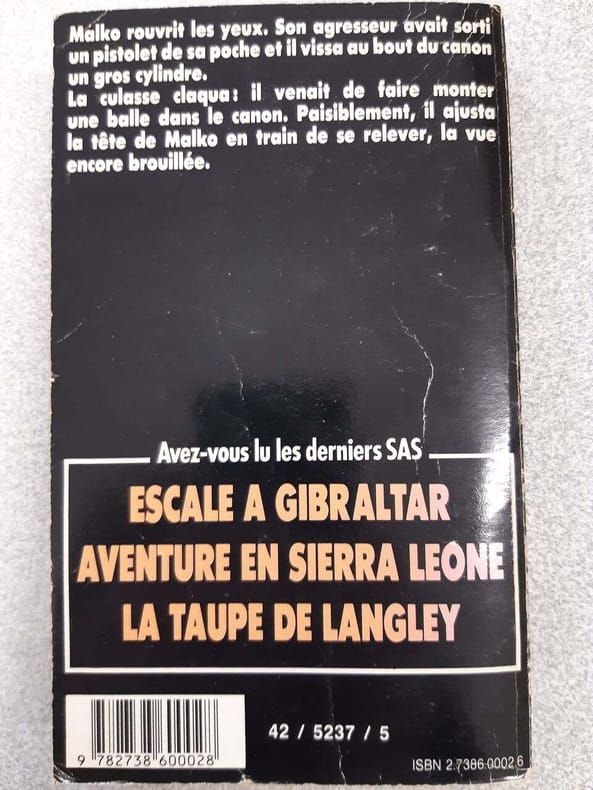 Malko rouvrit les yeux. Son agresseur avait sorti
un pistolet de sa poche et il vissa au bout du canon
un gros cylindre.
La culasse claqua : il venait de faire monter
une balle dans le canon. Paisiblement, il ajusta
la tête de Malko en train de se relever, la vue
encore brouillée.
Avez-vous lu les derniers SAS
ESCALE A GIBRALTAR
AVENTURE EN SIERRA LEONE
LA TAUPE DE LANGLEY
42 / 5237 / 5
9 782738 600028
ISBN 2.7386.0002.6